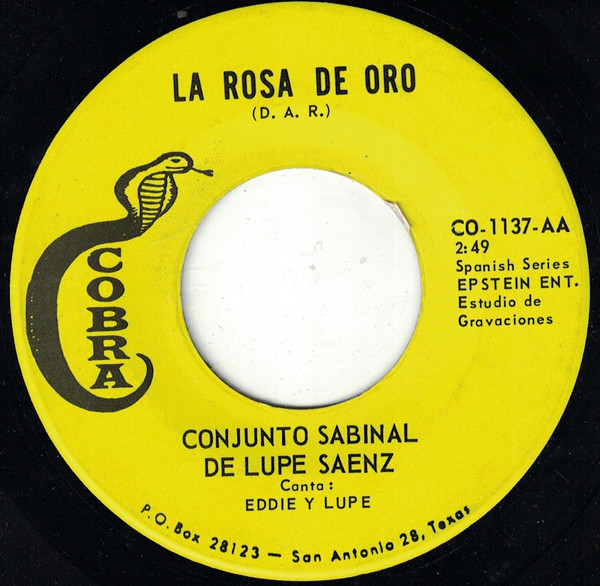 LA ROSA DE ORO
(D. A. R.)
COBRA
CO-1137-AA
2:49
Spanish Series
EPSTEIN ENT.
Estudio de
Gravaciones
CONJUNTO SABINAL
DE LUPE SAENZ
Canta:
EDDIE Y LUPE
P.O. Box 28123 — San Antonio 28, Texas